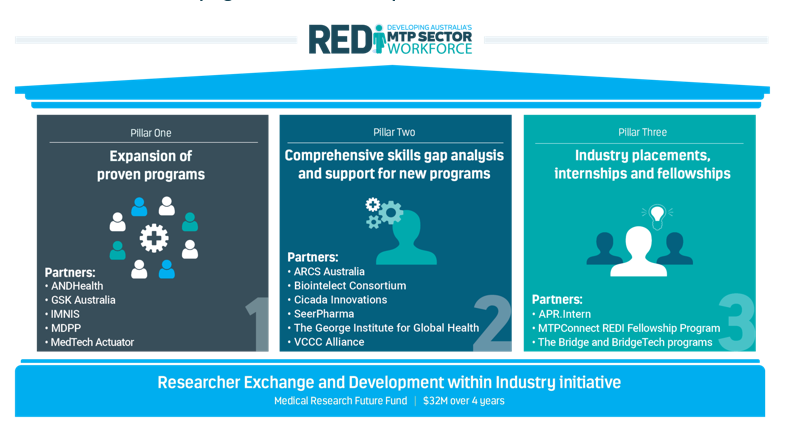 REDI
DEVELOPING AUSTRALIA'S
MTP SECTOR
WORKFORCE
Pillar One
Expansion of
proven programs
Partners:
• ANDHealth
• GSK Australia
• IMNIS
• MDPP
• MedTech Actuator
1
Pillar Two
Comprehensive skills gap analysis
and support for new programs
Partners:
• ARCS Australia
• Biointelect Consortium
• Cicada Innovations
• SeerPharma
• The George Institute for Global Health
• VCCC Alliance
2
Pillar Three
Industry placements,
internships and fellowships
Partners:
• APR.Intern
• MTPConnect REDI Fellowship Program
• The Bridge and BridgeTech programs
3
Researcher Exchange and Development within Industry initiative
Medical Research Future Fund | $32M over 4 years